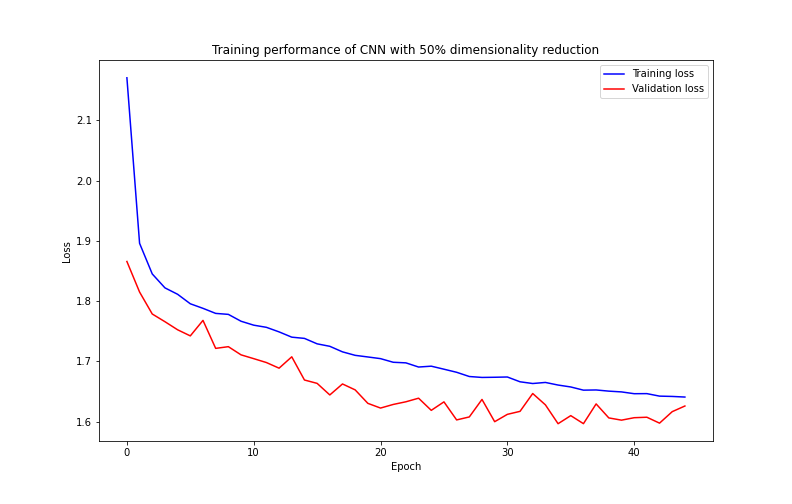 Training performance of CNN with 50% dimensionality reduction
Training loss
Validation loss
2.1
2.0
1.9
1.8
1.7
1.6
Loss
0 10 20 30 40
Epoch